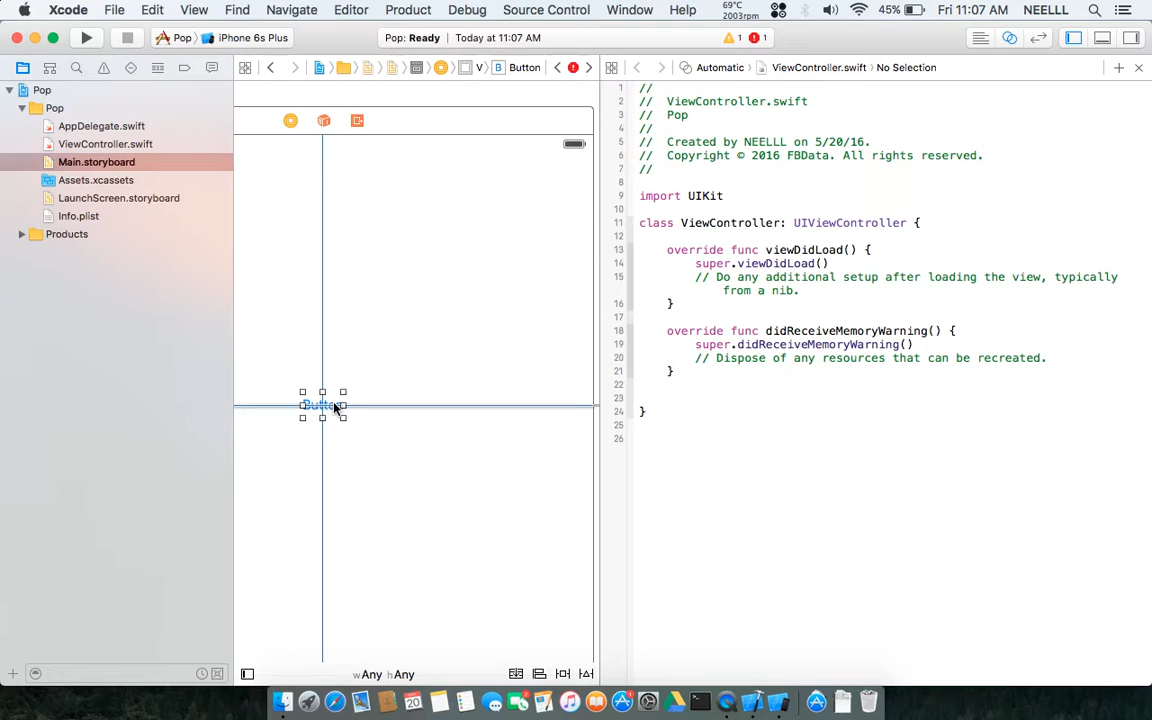 Xcode File Edit View Find Navigate Editor Product Debug Source Control Window Help 69°C 2003rpm 45% Fri 11:07 AM NEELLL
Pop iPhone 6s Plus Pop: Ready Today at 11:07 AM 1 1
V B Button Automatic ViewController.swift No Selection
Pop
Pop
AppDelegate.swift
ViewController.swift
Main.storyboard
Assets.xcassets
LaunchScreen.storyboard
Info.plist
Products
Button
wAny hAny
1 //
2 // ViewController.swift
3 // Pop
4 //
5 // Created by NEELLL on 5/20/16.
6 // Copyright © 2016 FBData. All rights reserved.
7 //
8
9 import UIKit
10
11 class ViewController: UIViewController {
12
13 override func viewDidLoad() {
14 super.viewDidLoad()
15 // Do any additional setup after loading the view, typically
from a nib.
16 }
17
18 override func didReceiveMemoryWarning() {
19 super.didReceiveMemoryWarning()
20 // Dispose of any resources that can be recreated.
21 }
22
23
24 }
25
26
20